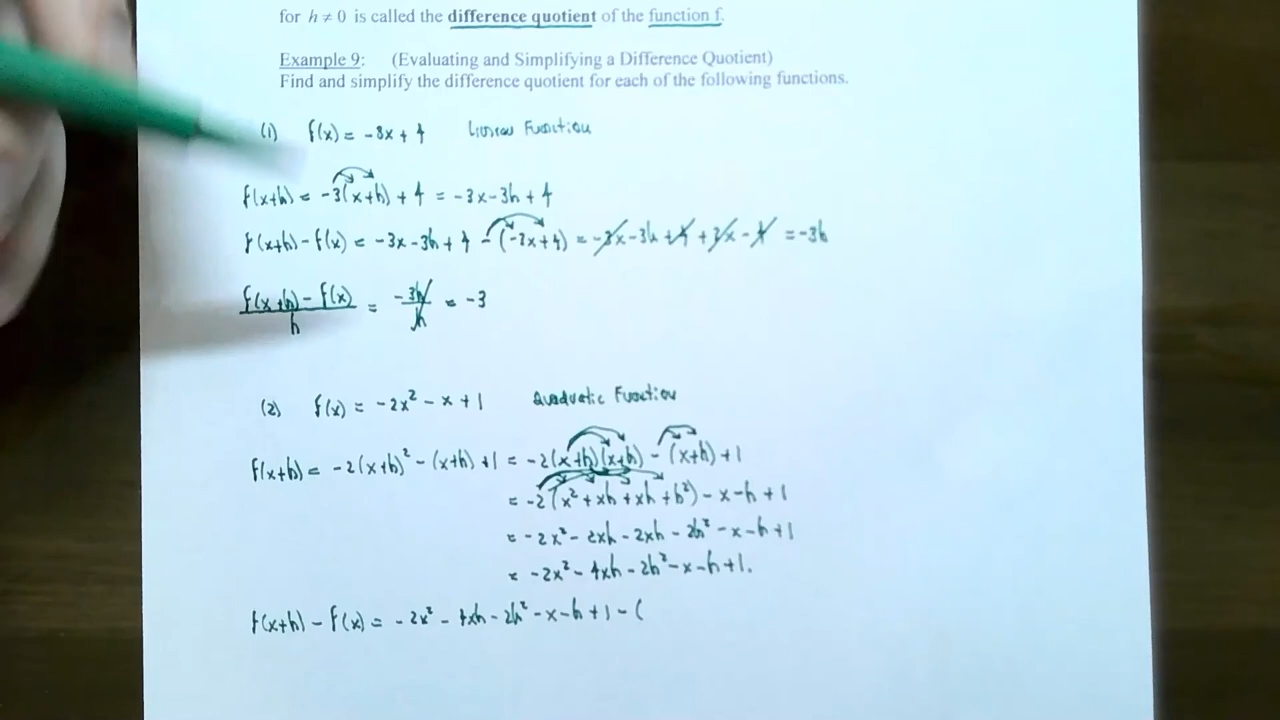 for h ≠ 0 is called the difference quotient of the function f.
Example 9: (Evaluating and Simplifying a Difference Quotient)
Find and simplify the difference quotient for each of the following functions.
(1) f(x) = -3x + 4 Linear Function
f(x+h) = -3(x+h) + 4 = -3x - 3h + 4
f(x+h) - f(x) = -3x - 3h + 4 - (-3x + 4) = -3x - 3h + 4 + 3x - 4 = -3h
f(x+h) - f(x) / h = -3h / h = -3
(2) f(x) = -2x² - x + 1 Quadratic Function
f(x+h) = -2(x+h)² - (x+h) + 1 = -2(x+h)(x+h) - (x+h) + 1
= -2(x² + xh + xh + h²) - x - h + 1
= -2x² - 2xh - 2xh - 2h² - x - h + 1
= -2x² - 4xh - 2h² - x - h + 1.
f(x+h) - f(x) = -2x² - 4xh - 2h² - x - h + 1 - (